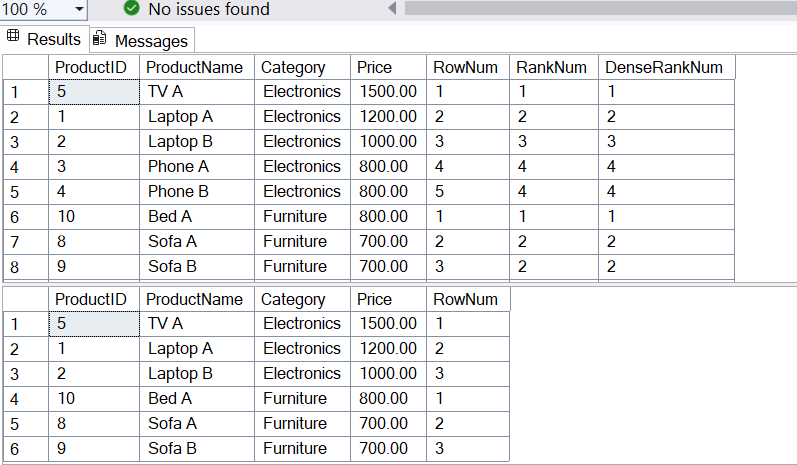 100 % No issues found
Results Messages
ProductID ProductName Category Price RowNum RankNum DenseRankNum
1 5 TV A Electronics 1500.00 1 1 1
2 1 Laptop A Electronics 1200.00 2 2 2
3 2 Laptop B Electronics 1000.00 3 3 3
4 3 Phone A Electronics 800.00 4 4 4
5 4 Phone B Electronics 800.00 5 4 4
6 10 Bed A Furniture 800.00 1 1 1
7 8 Sofa A Furniture 700.00 2 2 2
8 9 Sofa B Furniture 700.00 3 2 2
ProductID ProductName Category Price RowNum
1 5 TV A Electronics 1500.00 1
2 1 Laptop A Electronics 1200.00 2
3 2 Laptop B Electronics 1000.00 3
4 10 Bed A Furniture 800.00 1
5 8 Sofa A Furniture 700.00 2
6 9 Sofa B Furniture 700.00 3